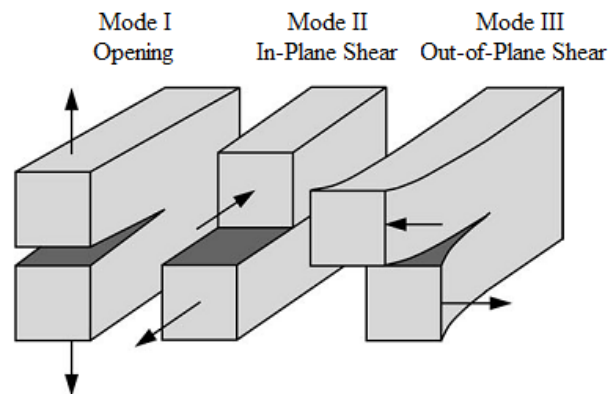 Mode I
Opening
Mode II
In-Plane Shear
Mode III
Out-of-Plane Shear